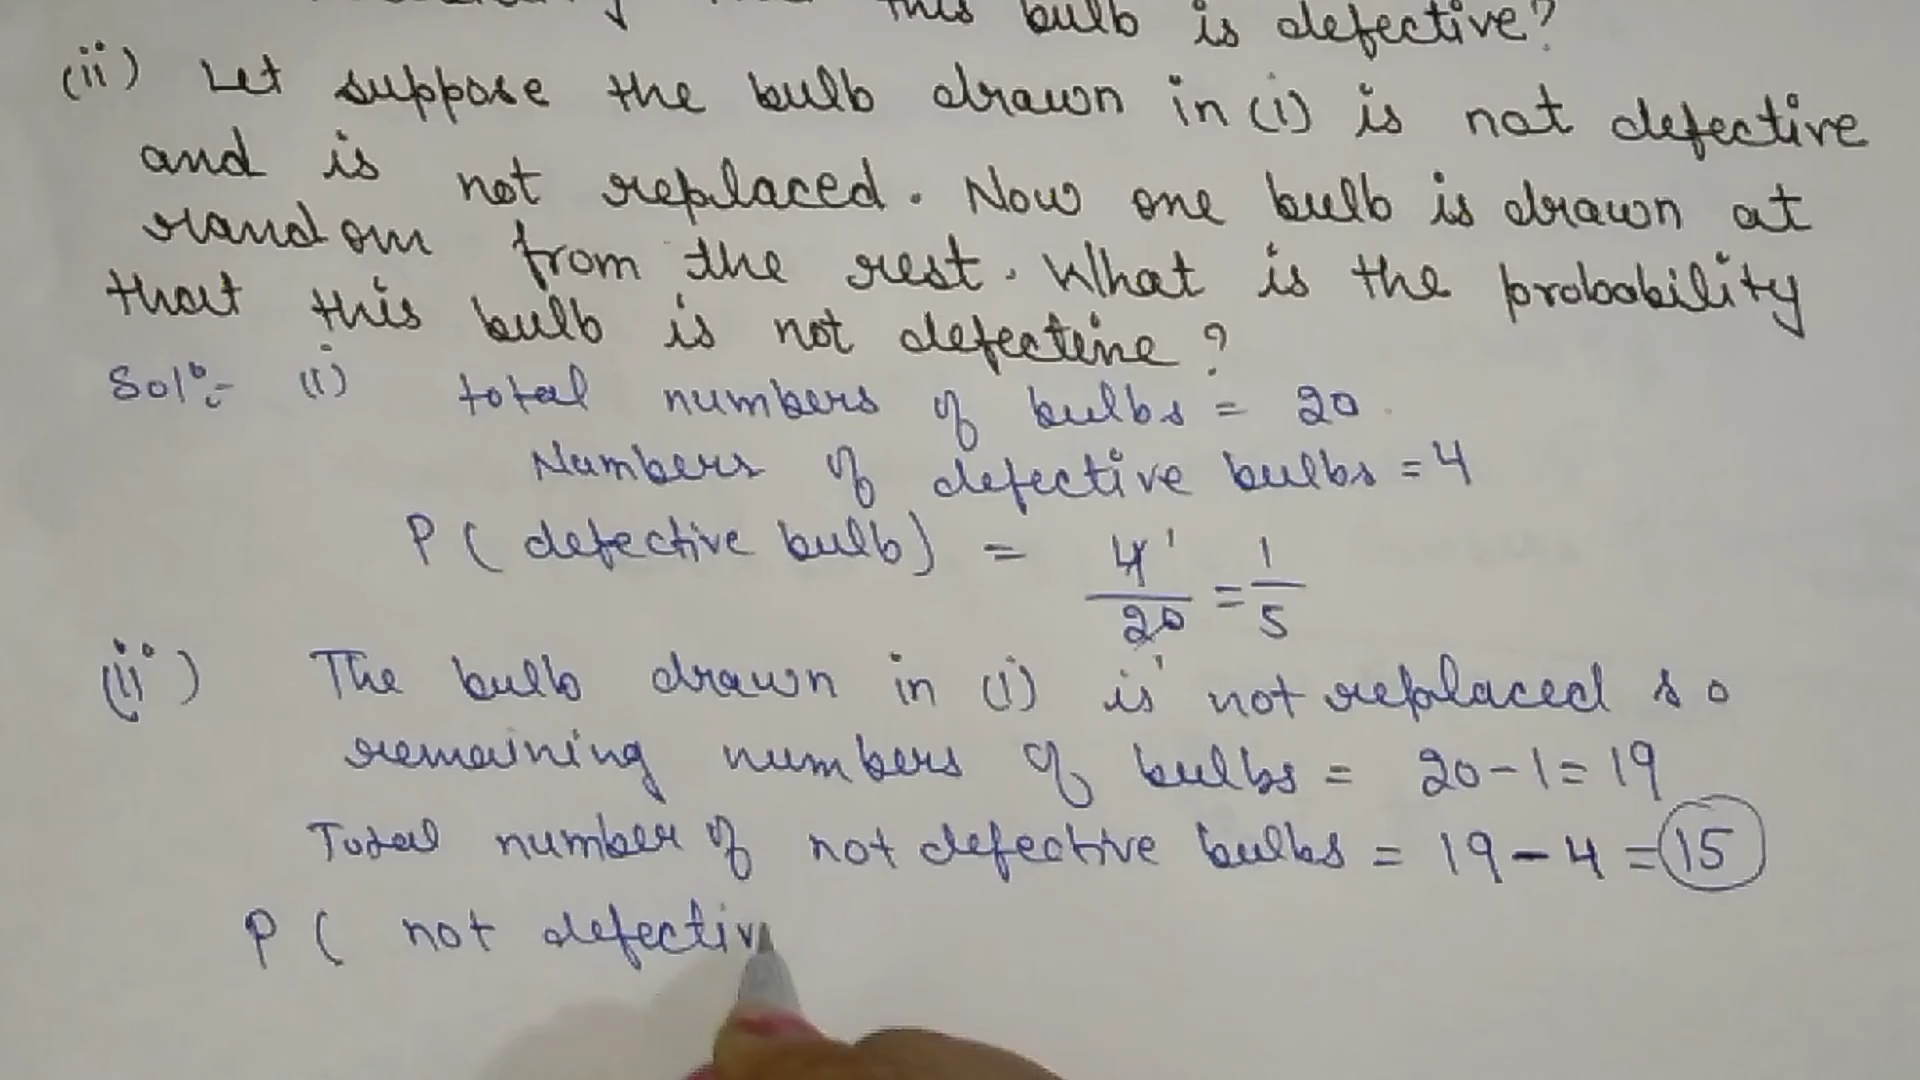 this bulb is defective?
(ii) Let suppose the bulb drawn in (i) is not defective
and is not replaced. Now one bulb is drawn at
random from the rest. What is the probability
that this bulb is not defective?
Sol:- (i) total numbers of bulbs = 20
Numbers of defective bulbs = 4
P ( defective bulb) = 4/20 = 1/5
(ii) The bulb drawn in (i) is not replaced so
remaining numbers of bulbs = 20-1=19
Total number of not defective bulbs = 19-4=15
P ( not defectiv